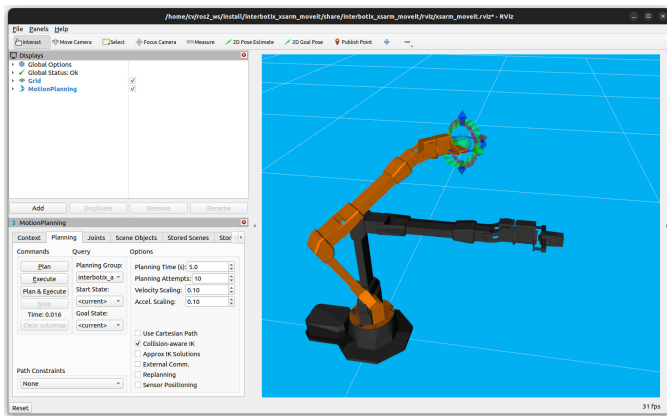 /home/cv/ros2_ws/install/interbotix_xsarm_moveit/share/interbotix_xsarm_moveit/rviz/xsarm_moveit.rviz* - RViz
File Panels Help
Interact Move Camera Select Focus Camera Measure 2D Pose Estimate 2D Goal Pose Publish Point
Displays
Global Options
Global Status: Ok
Grid
MotionPlanning
Add Duplicate Remove Rename
MotionPlanning
Context Planning Joints Scene Objects Stored Scenes Stor
Commands Query Options
Plan Planning Group: Planning Time (s): 5.0
Execute interbotix_a Planning Attempts: 10
Plan & Execute Start State: Velocity Scaling: 0.10
Stop <current> Accel. Scaling: 0.10
Time: 0.016 Goal State:
Clear octomap <current>
Use Cartesian Path
Collision-aware IK
Approx IK Solutions
External Comm.
Path Constraints Replanning
None Sensor Positioning
Reset 31 fps